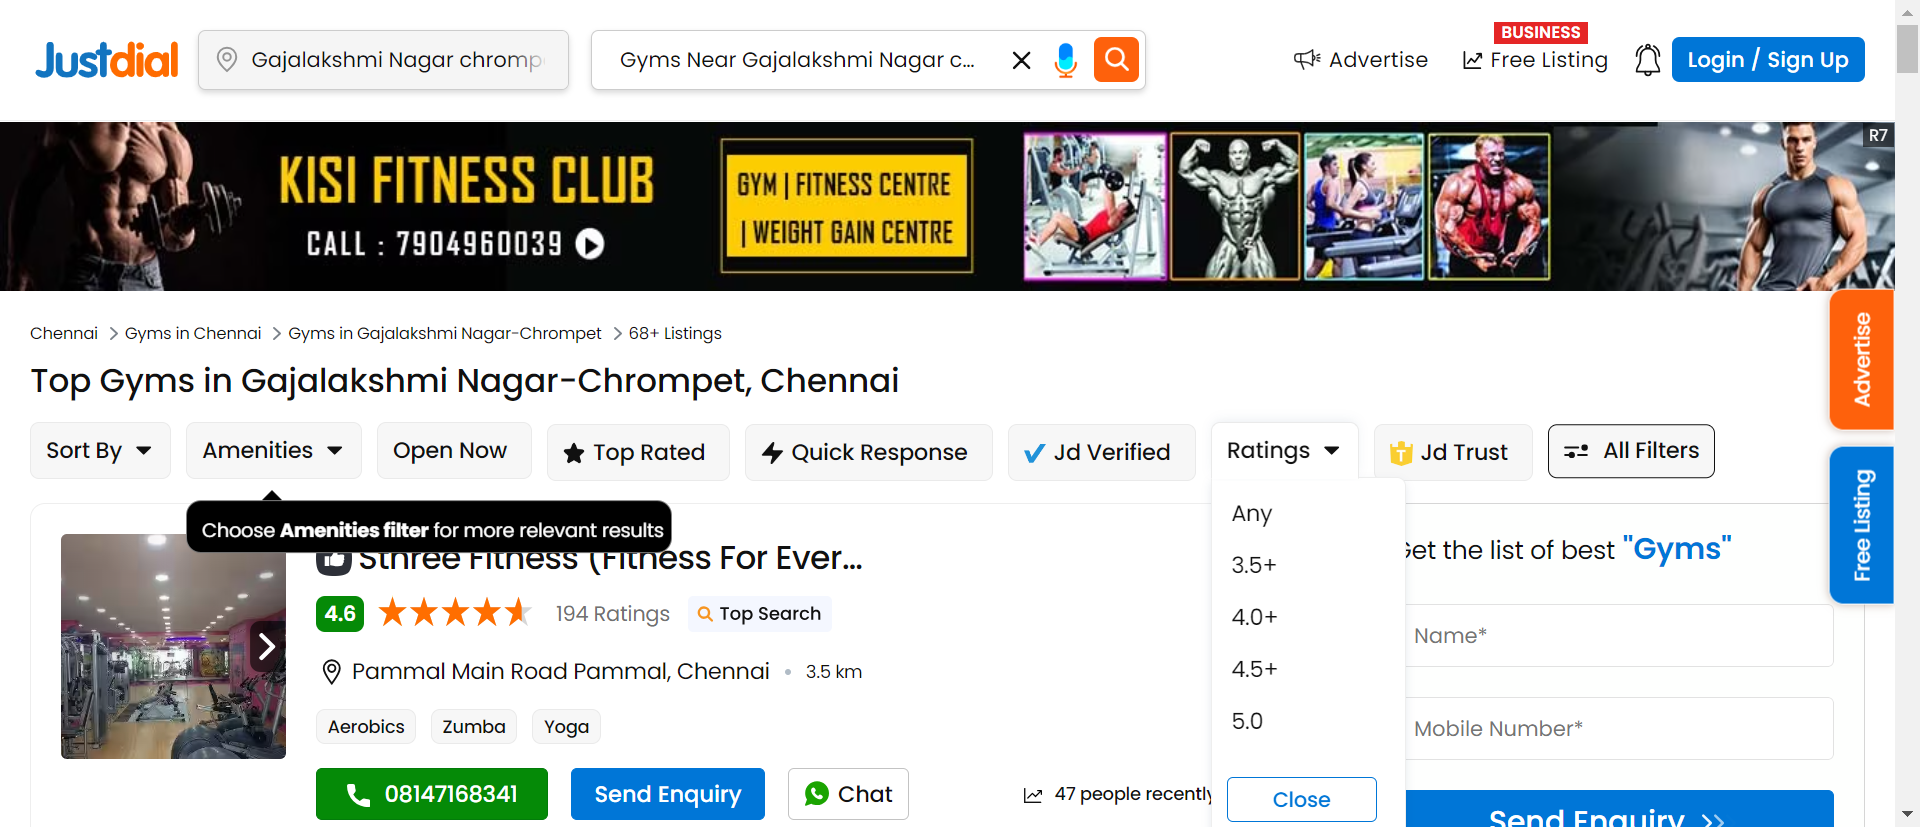 Justdial
Gajalakshmi Nagar chromp
Gyms Near Gajalakshmi Nagar c...
Advertise
BUSINESS
Free Listing
Login / Sign Up
KISI FITNESS CLUB
CALL : 7904960039
GYM | FITNESS CENTRE
| WEIGHT GAIN CENTRE
R7
Advertise
Free Listing
Chennai
Gyms in Chennai
Gyms in Gajalakshmi Nagar-Chrompet
68+ Listings
Top Gyms in Gajalakshmi Nagar-Chrompet, Chennai
Sort By
Amenities
Open Now
Top Rated
Quick Response
Jd Verified
Ratings
T
Jd Trust
All Filters
Choose Amenities filter for more relevant results
Sthree Fitness (Fitness For Ever...
4.6
194 Ratings
Top Search
Pammal Main Road Pammal, Chennai
3.5 km
Aerobics
Zumba
Yoga
08147168341
Send Enquiry
Chat
47 people recently
Any
3.5+
4.0+
4.5+
5.0
Close
Get the list of best "Gyms"
Name*
Mobile Number*
Send Enquiry